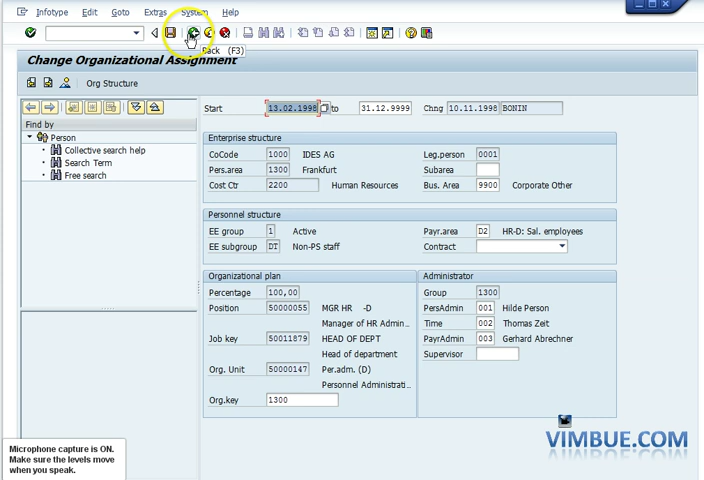 Infotype Edit Goto Extras System Help
Back (F3)
Change Organizational Assignment
Org Structure
Start 13.02.1998 to 31.12.9999 Chng 10.11.1998 BONIN
Find by
Person
Collective search help
Search Term
Free search
Enterprise structure
CoCode 1000 IDES AG Leg.person 0001
Pers.area 1300 Frankfurt Subarea
Cost Ctr 2200 Human Resources Bus. Area 9900 Corporate Other
Personnel structure
EE group 1 Active Payr.area D2 HR-D: Sal. employees
EE subgroup DT Non-PS staff Contract
Organizational plan
Percentage 100,00
Position 50000055 MGR HR -D
Manager of HR Admin..
Job key 50011879 HEAD OF DEPT
Head of department
Org. Unit 50000147 Per.adm. (D)
Personnel Administrati..
Org.key 1300
Administrator
Group 1300
PersAdmin 001 Hilde Person
Time 002 Thomas Zeit
PayrAdmin 003 Gerhard Abrechner
Supervisor
Microphone capture is ON.
Make sure the levels move
when you speak.
VIMBUE.COM